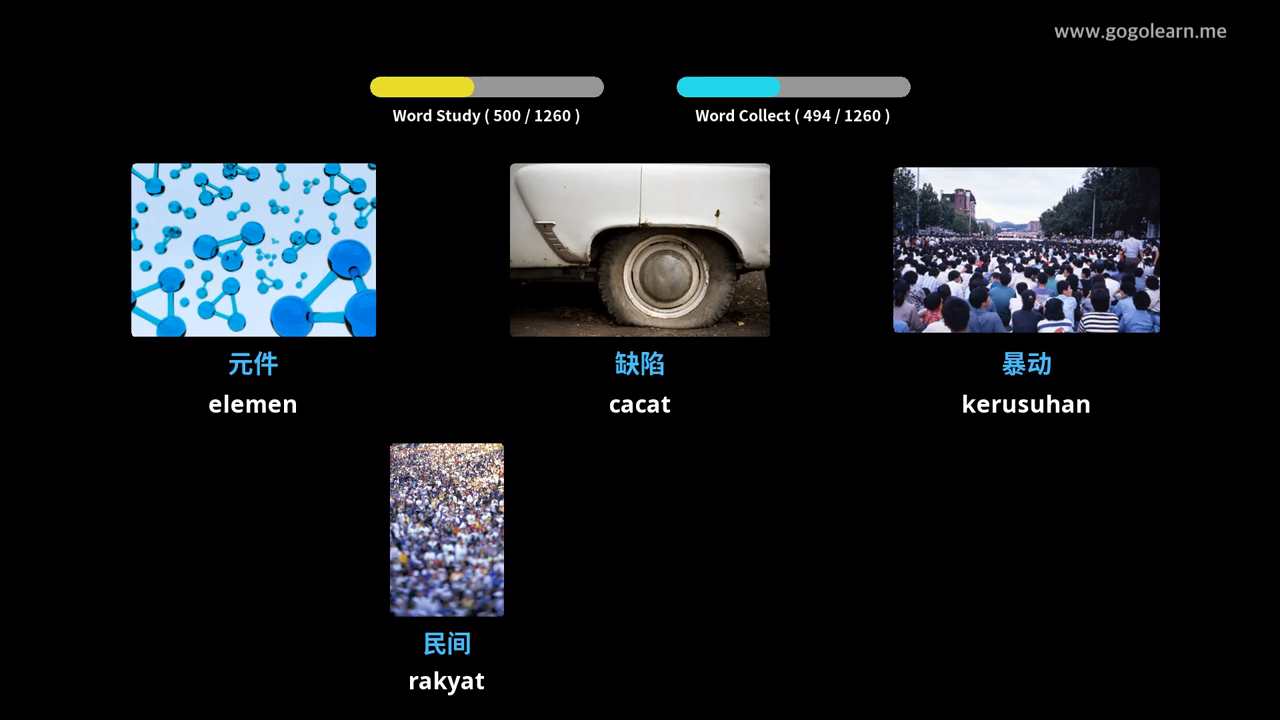 www.gogolearn.me
Word Study ( 500 / 1260 )
Word Collect ( 494 / 1260 )
元件
缺陷
暴动
elemen
cacat
kerusuhan
民间
rakyat